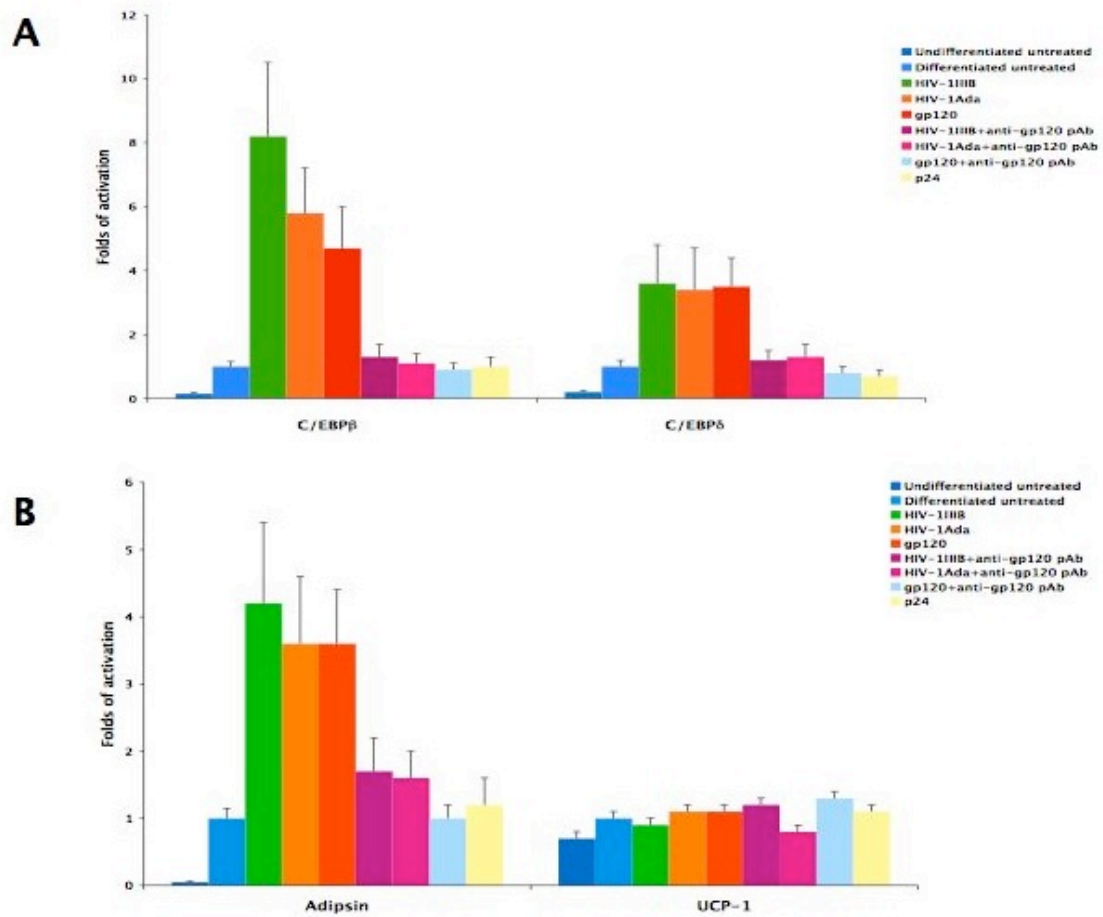 A
12
10
8
6
4
2
0
Folds of activation
C/EBPβ
C/EBPδ
Undifferentiated untreated
Differentiated untreated
HIV-1IIIB
HIV-1Ada
gp120
HIV-1IIIB+anti-gp120 pAb
HIV-1Ada+anti-gp120 pAb
gp120+anti-gp120 pAb
p24
B
6
5
4
3
2
1
0
Folds of activation
Adipsin
UCP-1
Undifferentiated untreated
Differentiated untreated
HIV-1IIIB
HIV-1Ada
gp120
HIV-1IIIB+anti-gp120 pAb
HIV-1Ada+anti-gp120 pAb
gp120+anti-gp120 pAb
p24